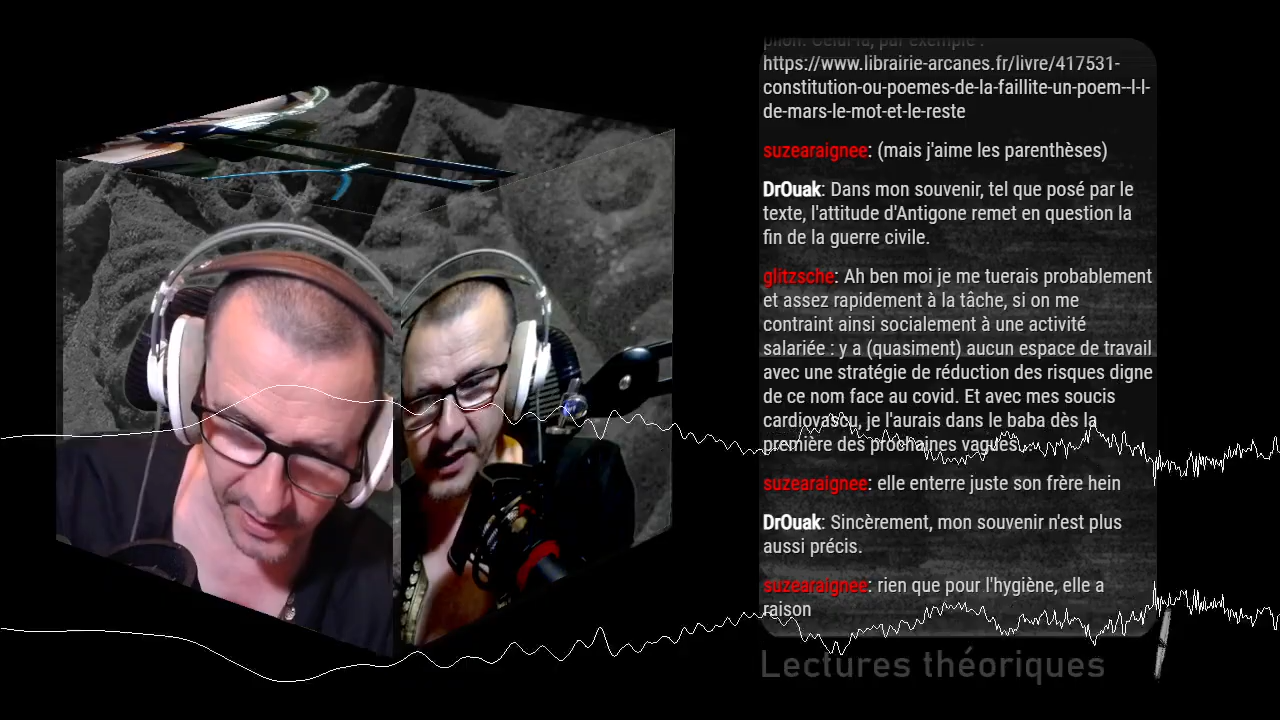 https://www.librairie-arcanes.fr/livre/417531-
constitution-ou-poemes-de-la-faillite-un-poem--l-l-
de-mars-le-mot-et-le-reste
suzearaignee: (mais j'aime les parenthèses)
DrOuak: Dans mon souvenir, tel que posé par le
texte, l'attitude d'Antigone remet en question la
fin de la guerre civile.
glitzsche: Ah ben moi je me tuerais probablement
et assez rapidement à la tâche, si on me
contraint ainsi socialement à une activité
salariée : y a (quasiment) aucun espace de travail
avec une stratégie de réduction des risques digne
de ce nom face au covid. Et avec mes soucis
cardiovascu, je l'aurais dans le baba dès la
première des prochaines vagues...
suzearaignee: elle enterre juste son frère hein
DrOuak: Sincèrement, mon souvenir n'est plus
aussi précis.
suzearaignee: rien que pour l'hygiène, elle a
raison
Lectures théoriques